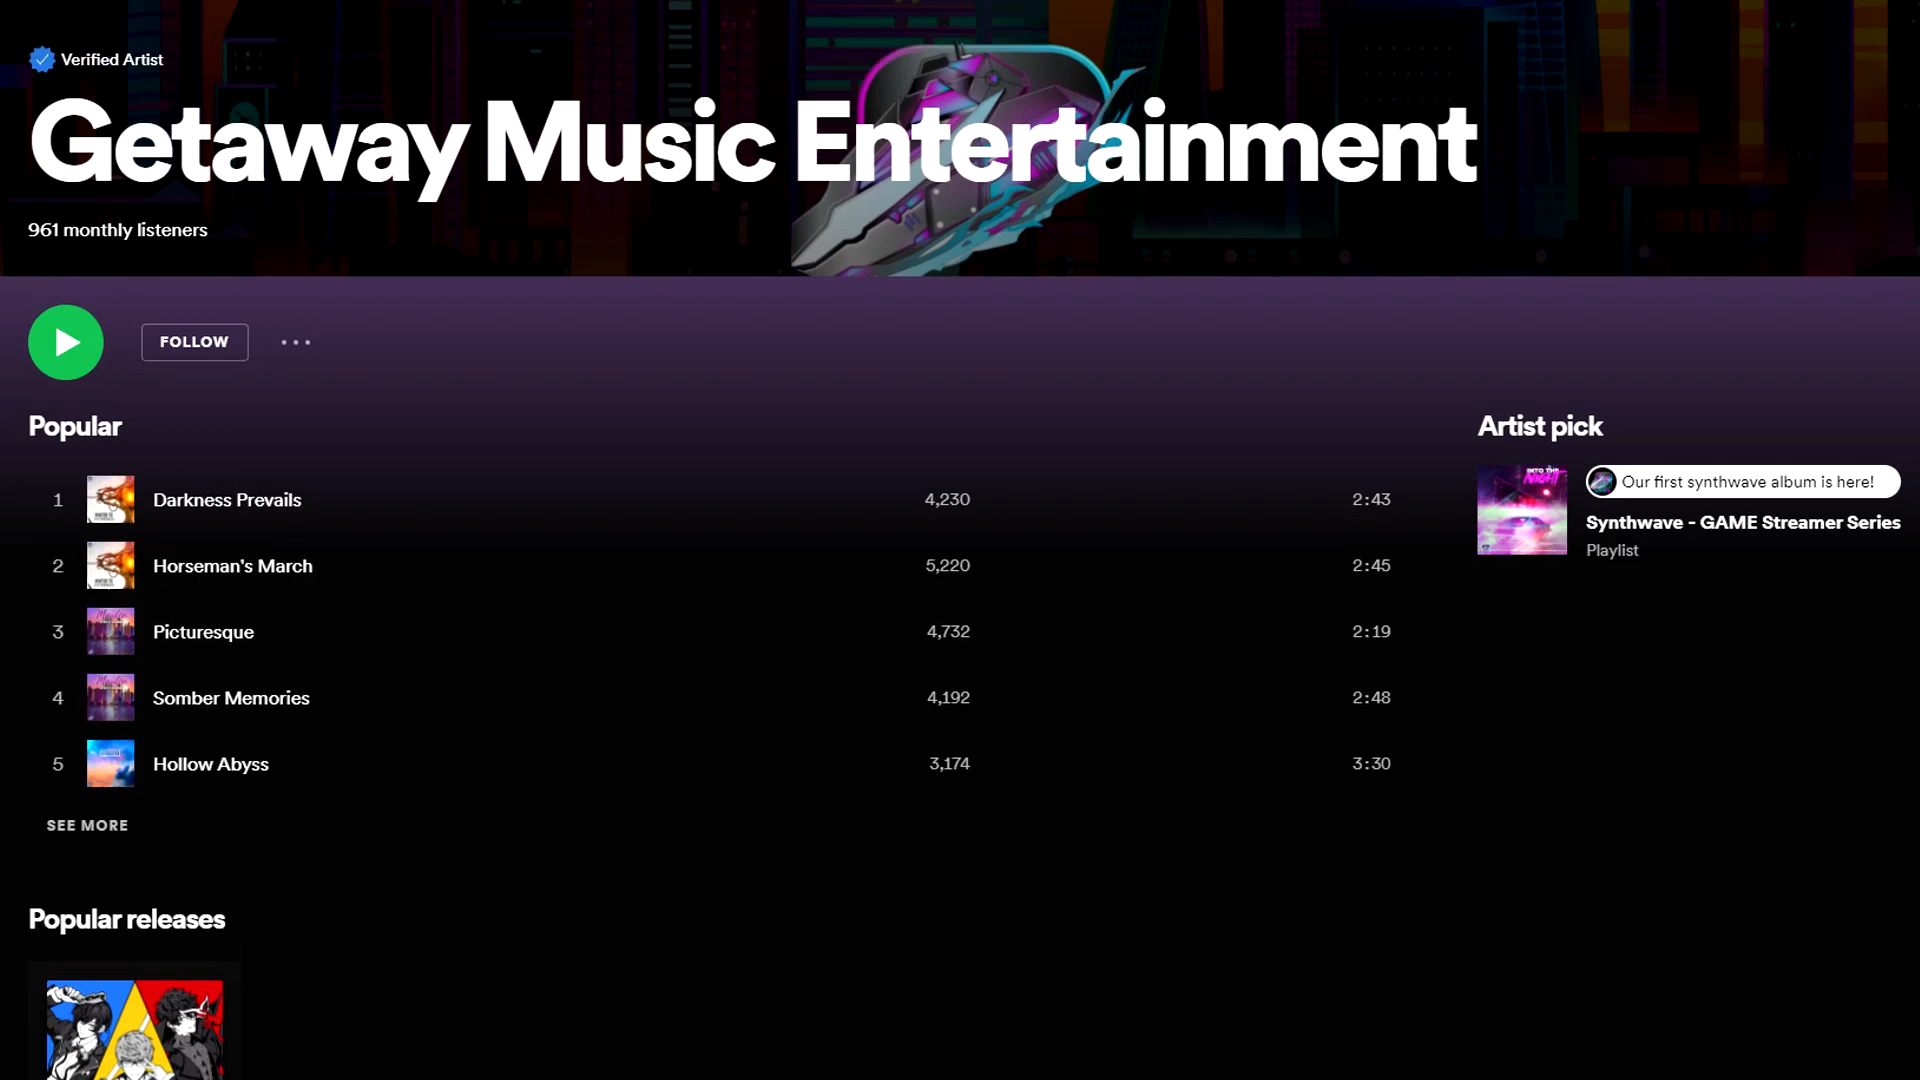 Verified Artist
Getaway Music Entertainment
961 monthly listeners
FOLLOW
Popular
Artist pick
1 Darkness Prevails 4,230 2:43
2 Horseman's March 5,220 2:45
3 Picturesque 4,732 2:19
4 Somber Memories 4,192 2:48
5 Hollow Abyss 3,174 3:30
INTO THE
NIGHT
Our first synthwave album is here!
Synthwave - GAME Streamer Series
Playlist
SEE MORE
Popular releases